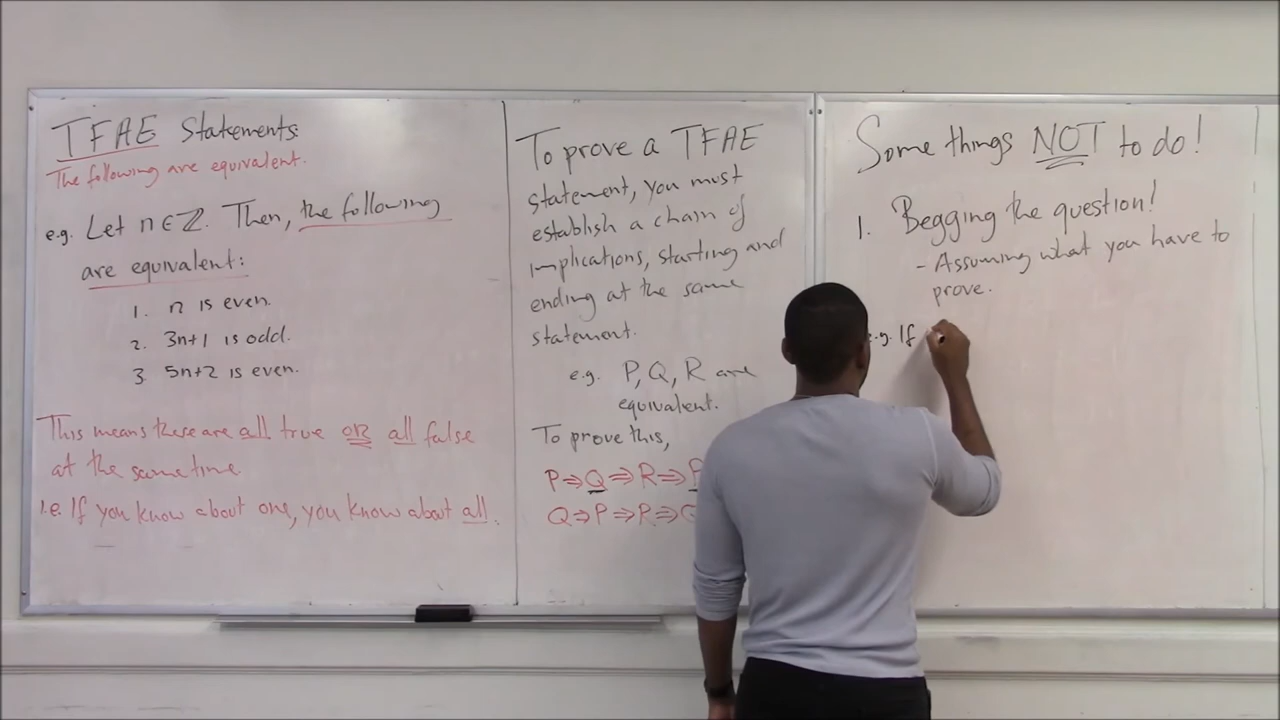 TFAE Statements:
The following are equivalent.
e.g. Let n ∈ ℤ. Then, the following
are equivalent:
1. n is even.
2. 3n+1 is odd.
3. 5n+2 is even.
This means these are all true OR all false
at the same time
i.e. If you know about one, you know about all.
To prove a TFAE
statement, you must
establish a chain of
implications, starting and
ending at the same
statement.
e.g. P, Q, R are
equivalent.
To prove this,
P⇒Q⇒R⇒
Q⇒P⇒R⇒
Some things NOT to do!
1. Begging the question!
- Assuming what you have to
prove.
e.g. If